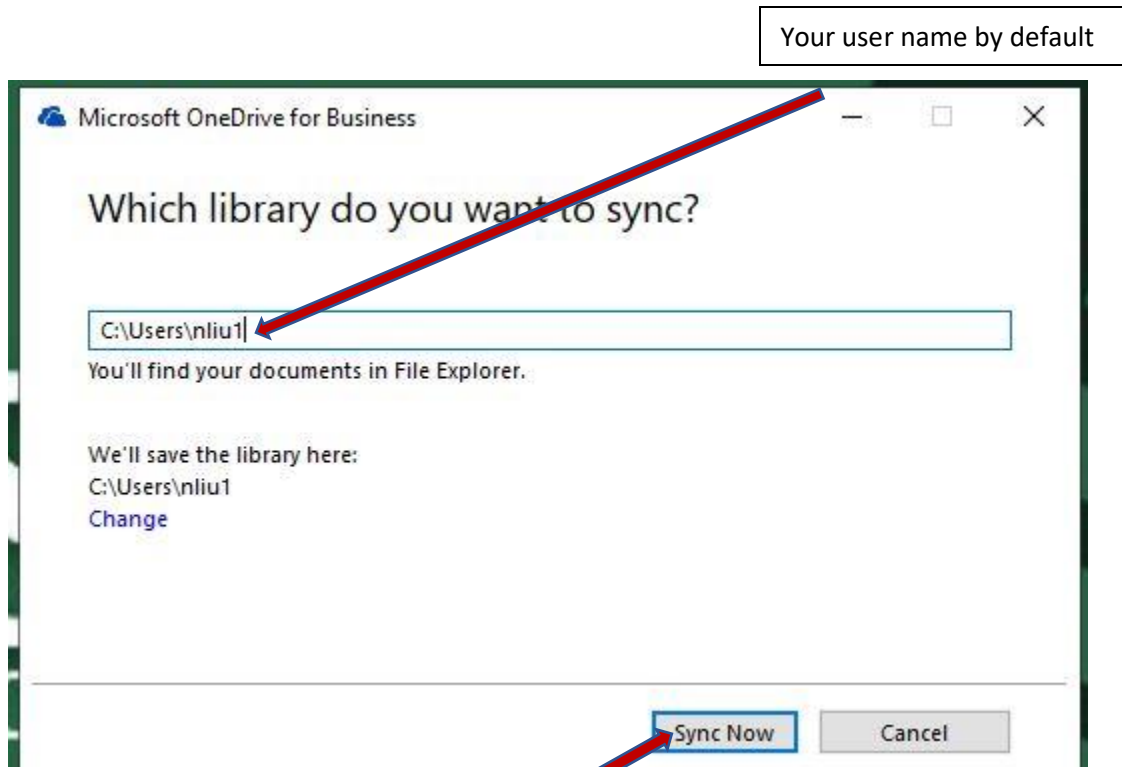 Your user name by default
Microsoft OneDrive for Business
Which library do you want to sync?
C:\Users\nliu1
You'll find your documents in File Explorer.
We'll save the library here:
C:\Users\nliu1
Change
Sync Now Cancel